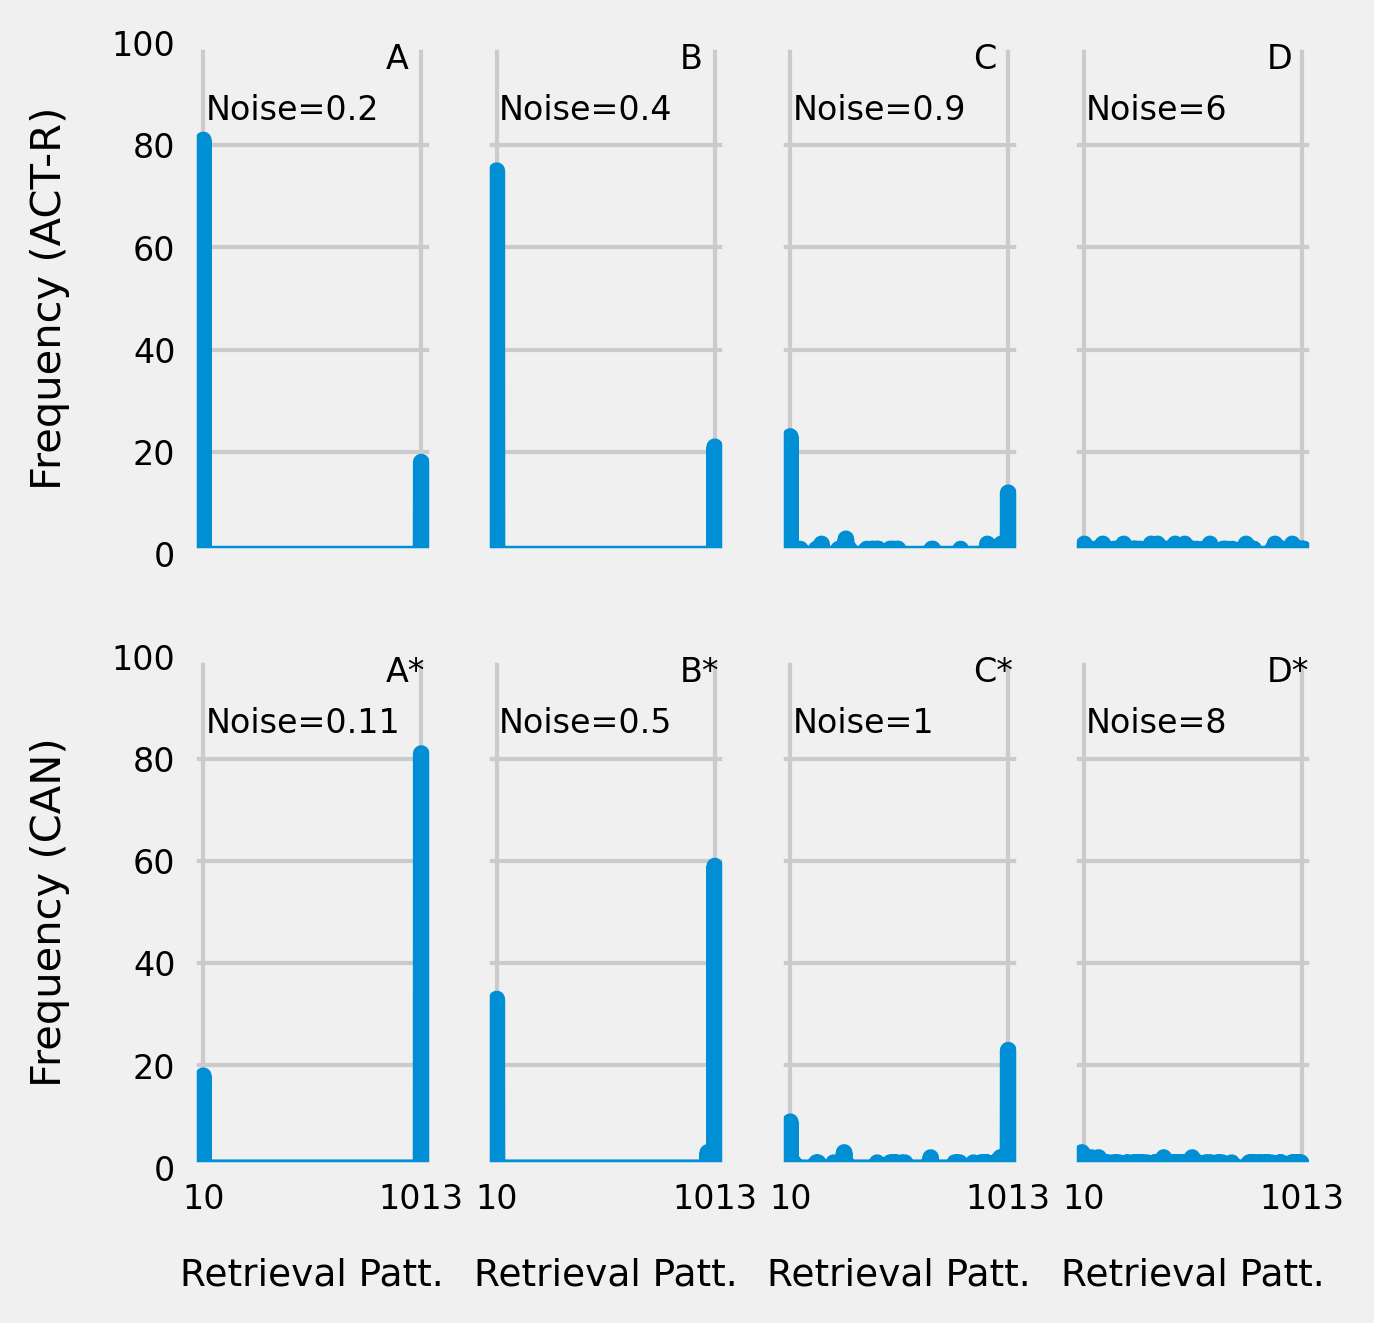 100
A
B
C
D
Noise=0.2
Noise=0.4
Noise=0.9
Noise=6
80
60
40
20
0
Frequency (ACT-R)
100
A*
B*
C*
D*
Noise=0.11
Noise=0.5
Noise=1
Noise=8
80
60
40
20
0
Frequency (CAN)
10
1013
10
1013
10
1013
10
1013
Retrieval Patt.
Retrieval Patt.
Retrieval Patt.
Retrieval Patt.